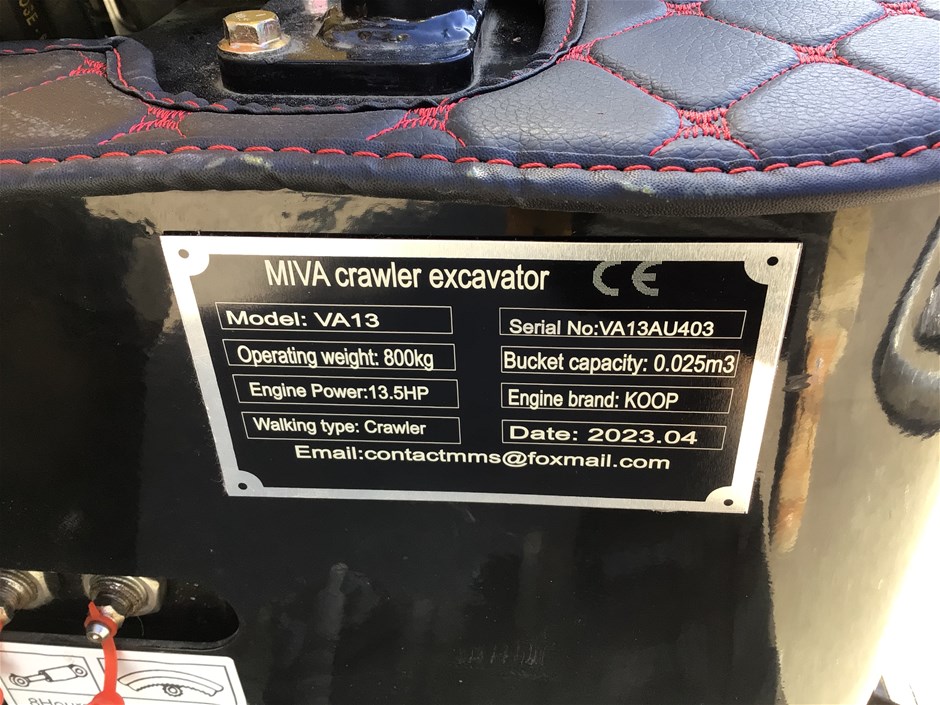 OSE
MIVA crawler excavator CE
Model: VA13
Serial No:VA13AU403
Operating weight: 800kg
Bucket capacity: 0.025m3
Engine Power:13.5HP
Engine brand: KOOP
Walking type: Crawler
Date: 2023.04
Email:contactmms@foxmail.com